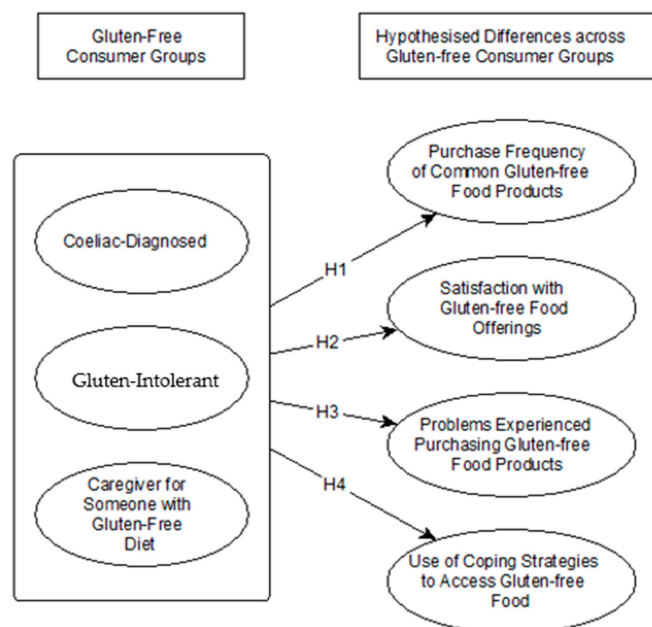 Gluten-Free
Consumer Groups
Hypothesised Differences across
Gluten-free Consumer Groups
Coeliac-Diagnosed
Gluten-Intolerant
Caregiver for
Someone with
Gluten-Free
Diet
H1
H2
H3
H4
Purchase Frequency
of Common Gluten-free
Food Products
Satisfaction with
Gluten-free Food
Offerings
Problems Experienced
Purchasing Gluten-free
Food Products
Use of Coping Strategies
to Access Gluten-free
Food